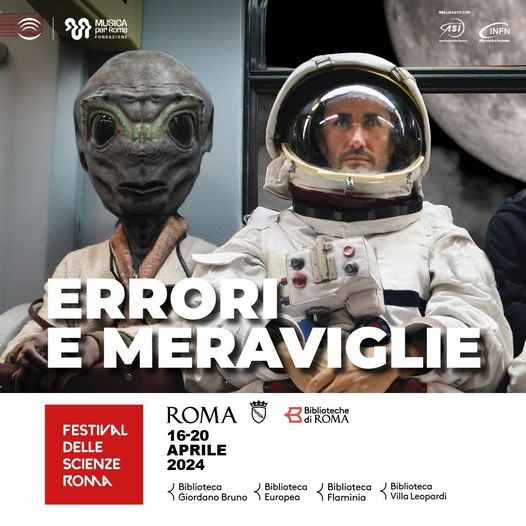 MUSICA
per Roma
FONDAZIONE
REALIZZATO CON
ASI
INFN
ERRORI
E MERAVIGLIE
FESTIVAL
DELLE
SCIENZE
ROMA
ROMA
Biblioteche
di ROMA
16-20
APRILE
2024
Biblioteca
Giordano Bruno
Biblioteca
Europea
Biblioteca
Flaminia
Biblioteca
Villa Leopardi